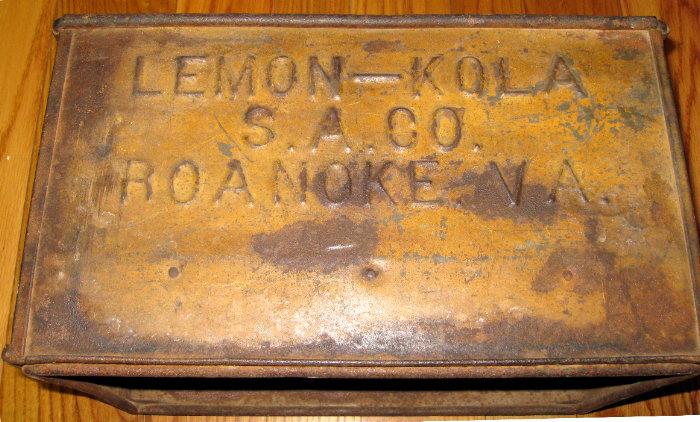 LEMON—KOLA
S.A.CO.
ROANOKE, VA.